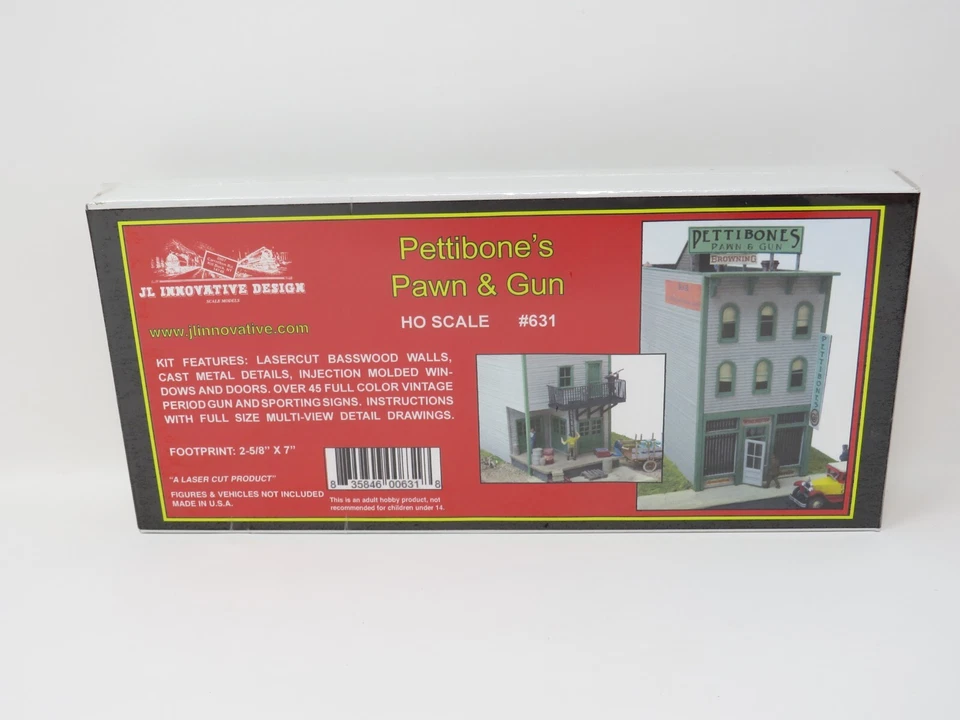 JL INNOVATIVE DESIGN
SCALE MODELS
www.jlinnovative.com
Pettibone's
Pawn & Gun
HO SCALE #631
KIT FEATURES: LASERCUT BASSWOOD WALLS,
CAST METAL DETAILS, INJECTION MOLDED WIN-
DOWS AND DOORS. OVER 45 FULL COLOR VINTAGE
PERIOD GUN AND SPORTING SIGNS. INSTRUCTIONS
WITH FULL SIZE MULTI-VIEW DETAIL DRAWINGS.
FOOTPRINT: 2-5/8" X 7"
"A LASER CUT PRODUCT"
FIGURES & VEHICLES NOT INCLUDED
MADE IN U.S.A.
8 35846 00631 8
This is an adult hobby product, not
recommended for children under 14.
PETTIBONES
PAWN & GUN
BROWNING
PETTIBONES